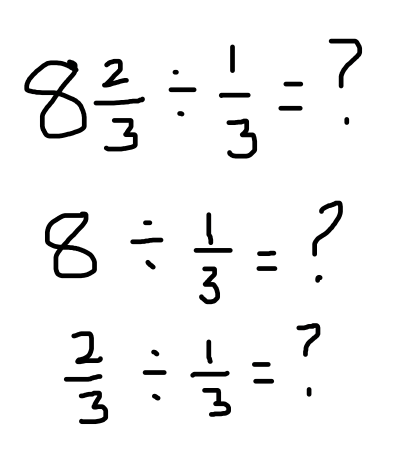 8 2/3 ÷ 1/3 = ?
8 ÷ 1/3 = ?
2/3 ÷ 1/3 = ?